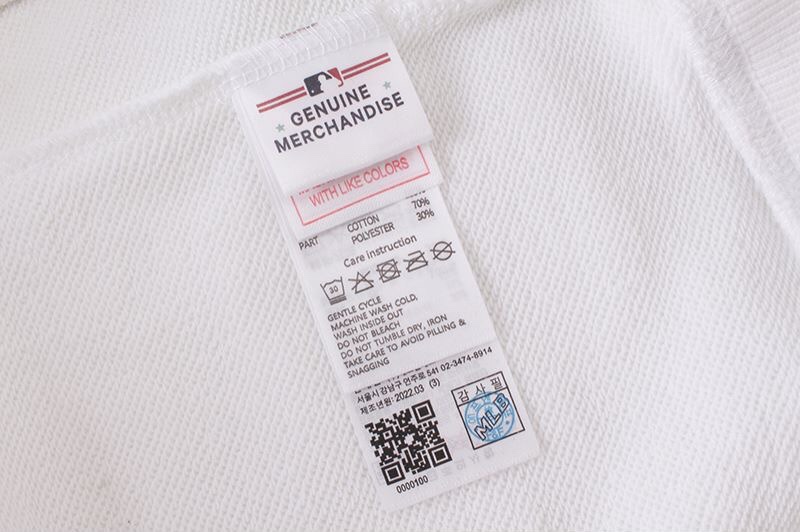 GENUINE
MERCHANDISE
WITH LIKE COLORS
COTTON 70%
PART POLYESTER 30%
Care instruction
30
GENTLE CYCLE
MACHINE WASH COLD,
WASH INSIDE OUT
DO NOT BLEACH
DO NOT TUMBLE DRY, IRON
TAKE CARE TO AVOID PILLING &
SNAGGING
서울시 강남구 언주로 541 02-3474-8914
제조년원: 2022.03 (3)
감사필
MLB
0000100